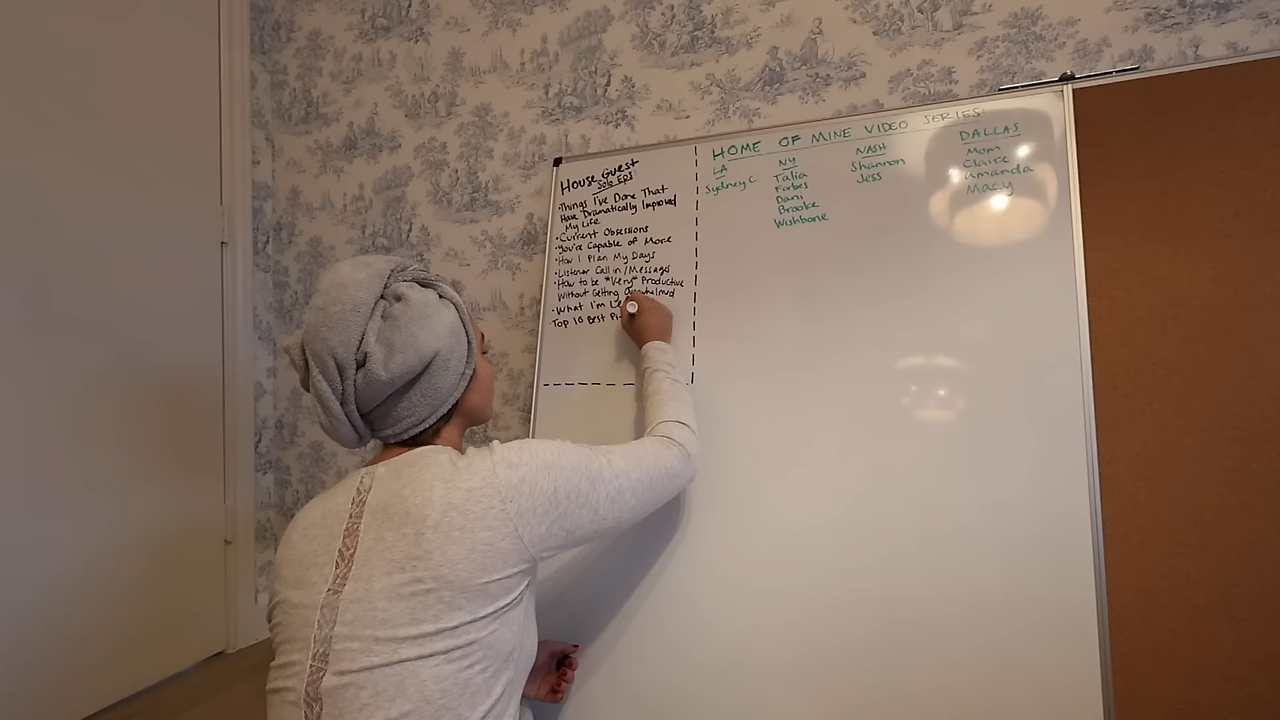 House Guest
Solo Eps
• Things I've Done That
Have Dramatically Improved
My Life
• Current Obsessions
• You're Capable of More
• How I Plan My Days
• Listener Call in / Messages
• How to be *Very* Productive
Without Getting
• What I'm
Top 10 Best
HOME OF MINE VIDEO SERIES:
LA
Sydney C
NY
Talia
Forbes
Dani
Brooke
Wishbone
NASH
Shannon
Jess
DALLAS
Mom
Claire
Amanda
Macy